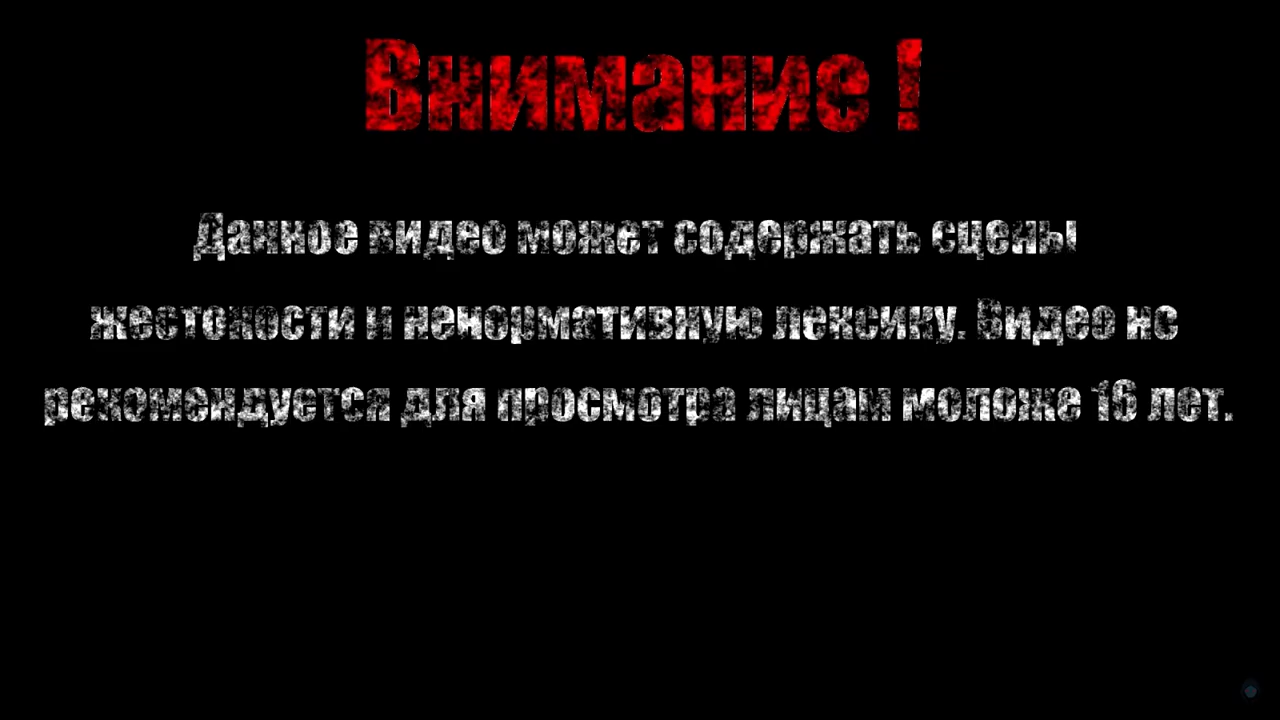 Внимание !
Данное видео может содержать сцены
жестокости и ненормативную лексику. Видео не
рекомендуется для просмотра лицам моложе 16 лет.